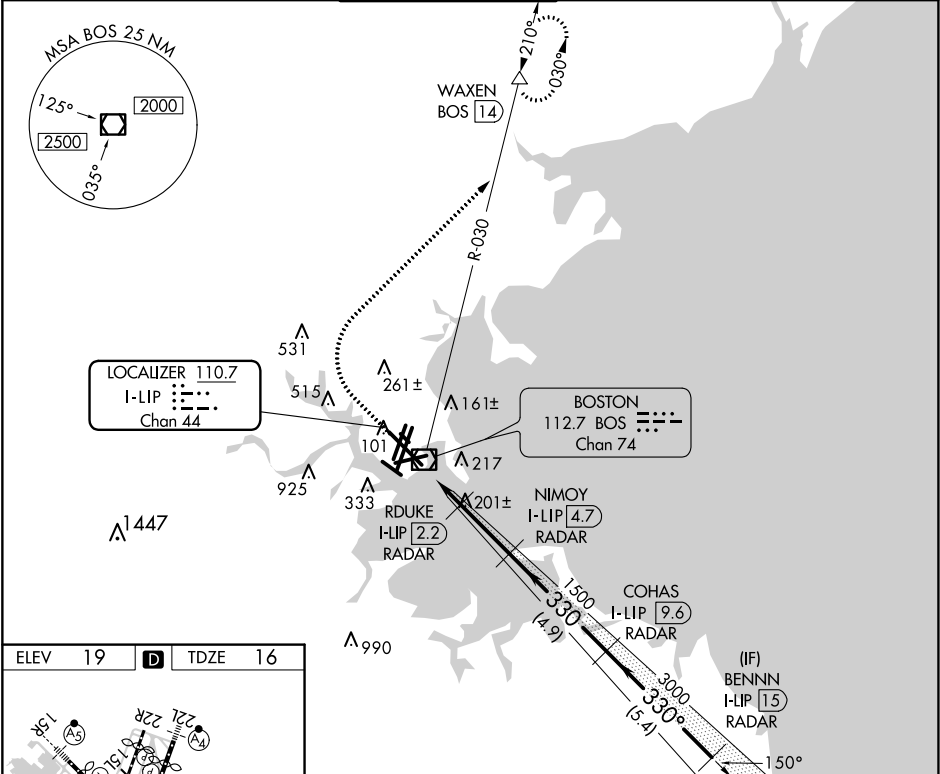 MSA BOS 25 NM
125°
2000
2500
035°
210°
030°
WAXEN
BOS 14
R-030
531
515
261±
161±
LOCALIZER 110.7
I-LIP
Chan 44
101
BOSTON
112.7 BOS
Chan 74
217
925
333
201±
1447
RDUKE
I-LIP 2.2
RADAR
NIMOY
I-LIP 4.7
RADAR
1500
330
(4.9)
COHAS
I-LIP 9.6
RADAR
990
3000
330°
(5.4)
(IF)
BENNN
I-LIP 15
RADAR
150°
ELEV 19 D TDZE 16
15R
A5
15L
22R
22L
A4
P